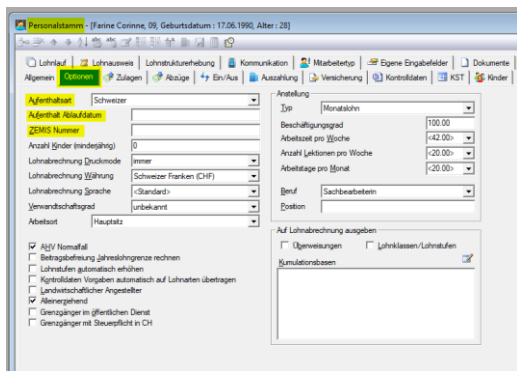 Personalstamm - [Farine Corinne, 09, Geburtsdatum : 17.06.1990, Alter : 28]
Lohnlauf Lohnausweis Lohnstrukturerhebung Kommunikation Mitarbeitertyp Eigene Eingabefelder Dokumente
Allgemein Optionen Zulagen Abzüge Ein/Aus Auszahlung Versicherung Kontrolldaten KST Kinder
Aufenthaltsart Schweizer
Aufenthalt Ablaufdatum
ZEMIS Nummer
Anzahl Kinder (minderjährig) 0
Lohnabrechnung Druckmode immer
Lohnabrechnung Währung Schweizer Franken (CHF)
Lohnabrechnung Sprache <Standard>
Verwandtschaftsgrad unbekannt
Arbeitsort Hauptsitz
AHV Normalfall
Beitragsbefreiung Jahreslohngrenze rechnen
Lohnstufen automatisch erhöhen
Kontrolldaten Vorgaben automatisch auf Lohnarten übertragen
Landwirtschaftlicher Angestellter
Alleinerziehend
Grenzgänger im öffentlichen Dienst
Grenzgänger mit Steuerpflicht in CH
Anstellung
Typ Monatslohn
Beschäftigungsgrad 100.00
Arbeitszeit pro Woche <42.00>
Anzahl Lektionen pro Woche <20.00>
Arbeitstage pro Monat <20.00>
Beruf Sachbearbeiterin
Position
Auf Lohnabrechnung ausgeben
Überweisungen Lohnklassen/Lohnstufen
Kumulationsbasen